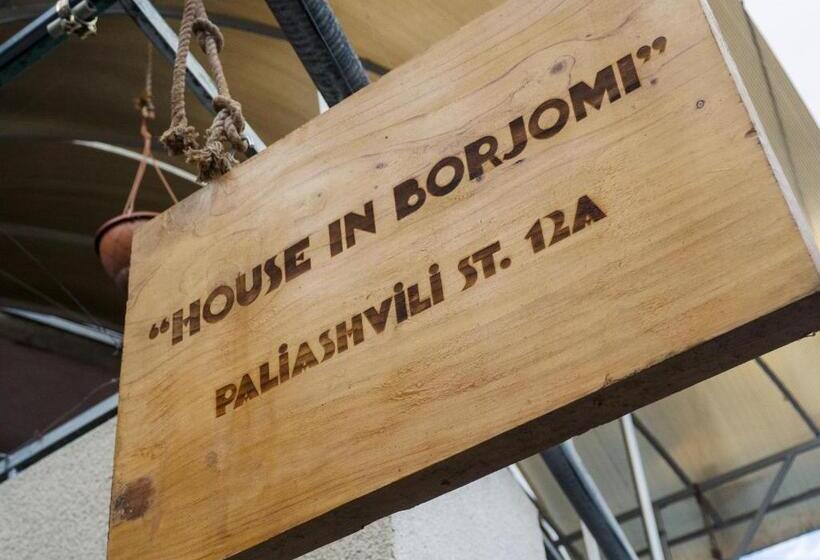 “HOUSE IN BORJOMI”
PALiASHViLi ST. 12A